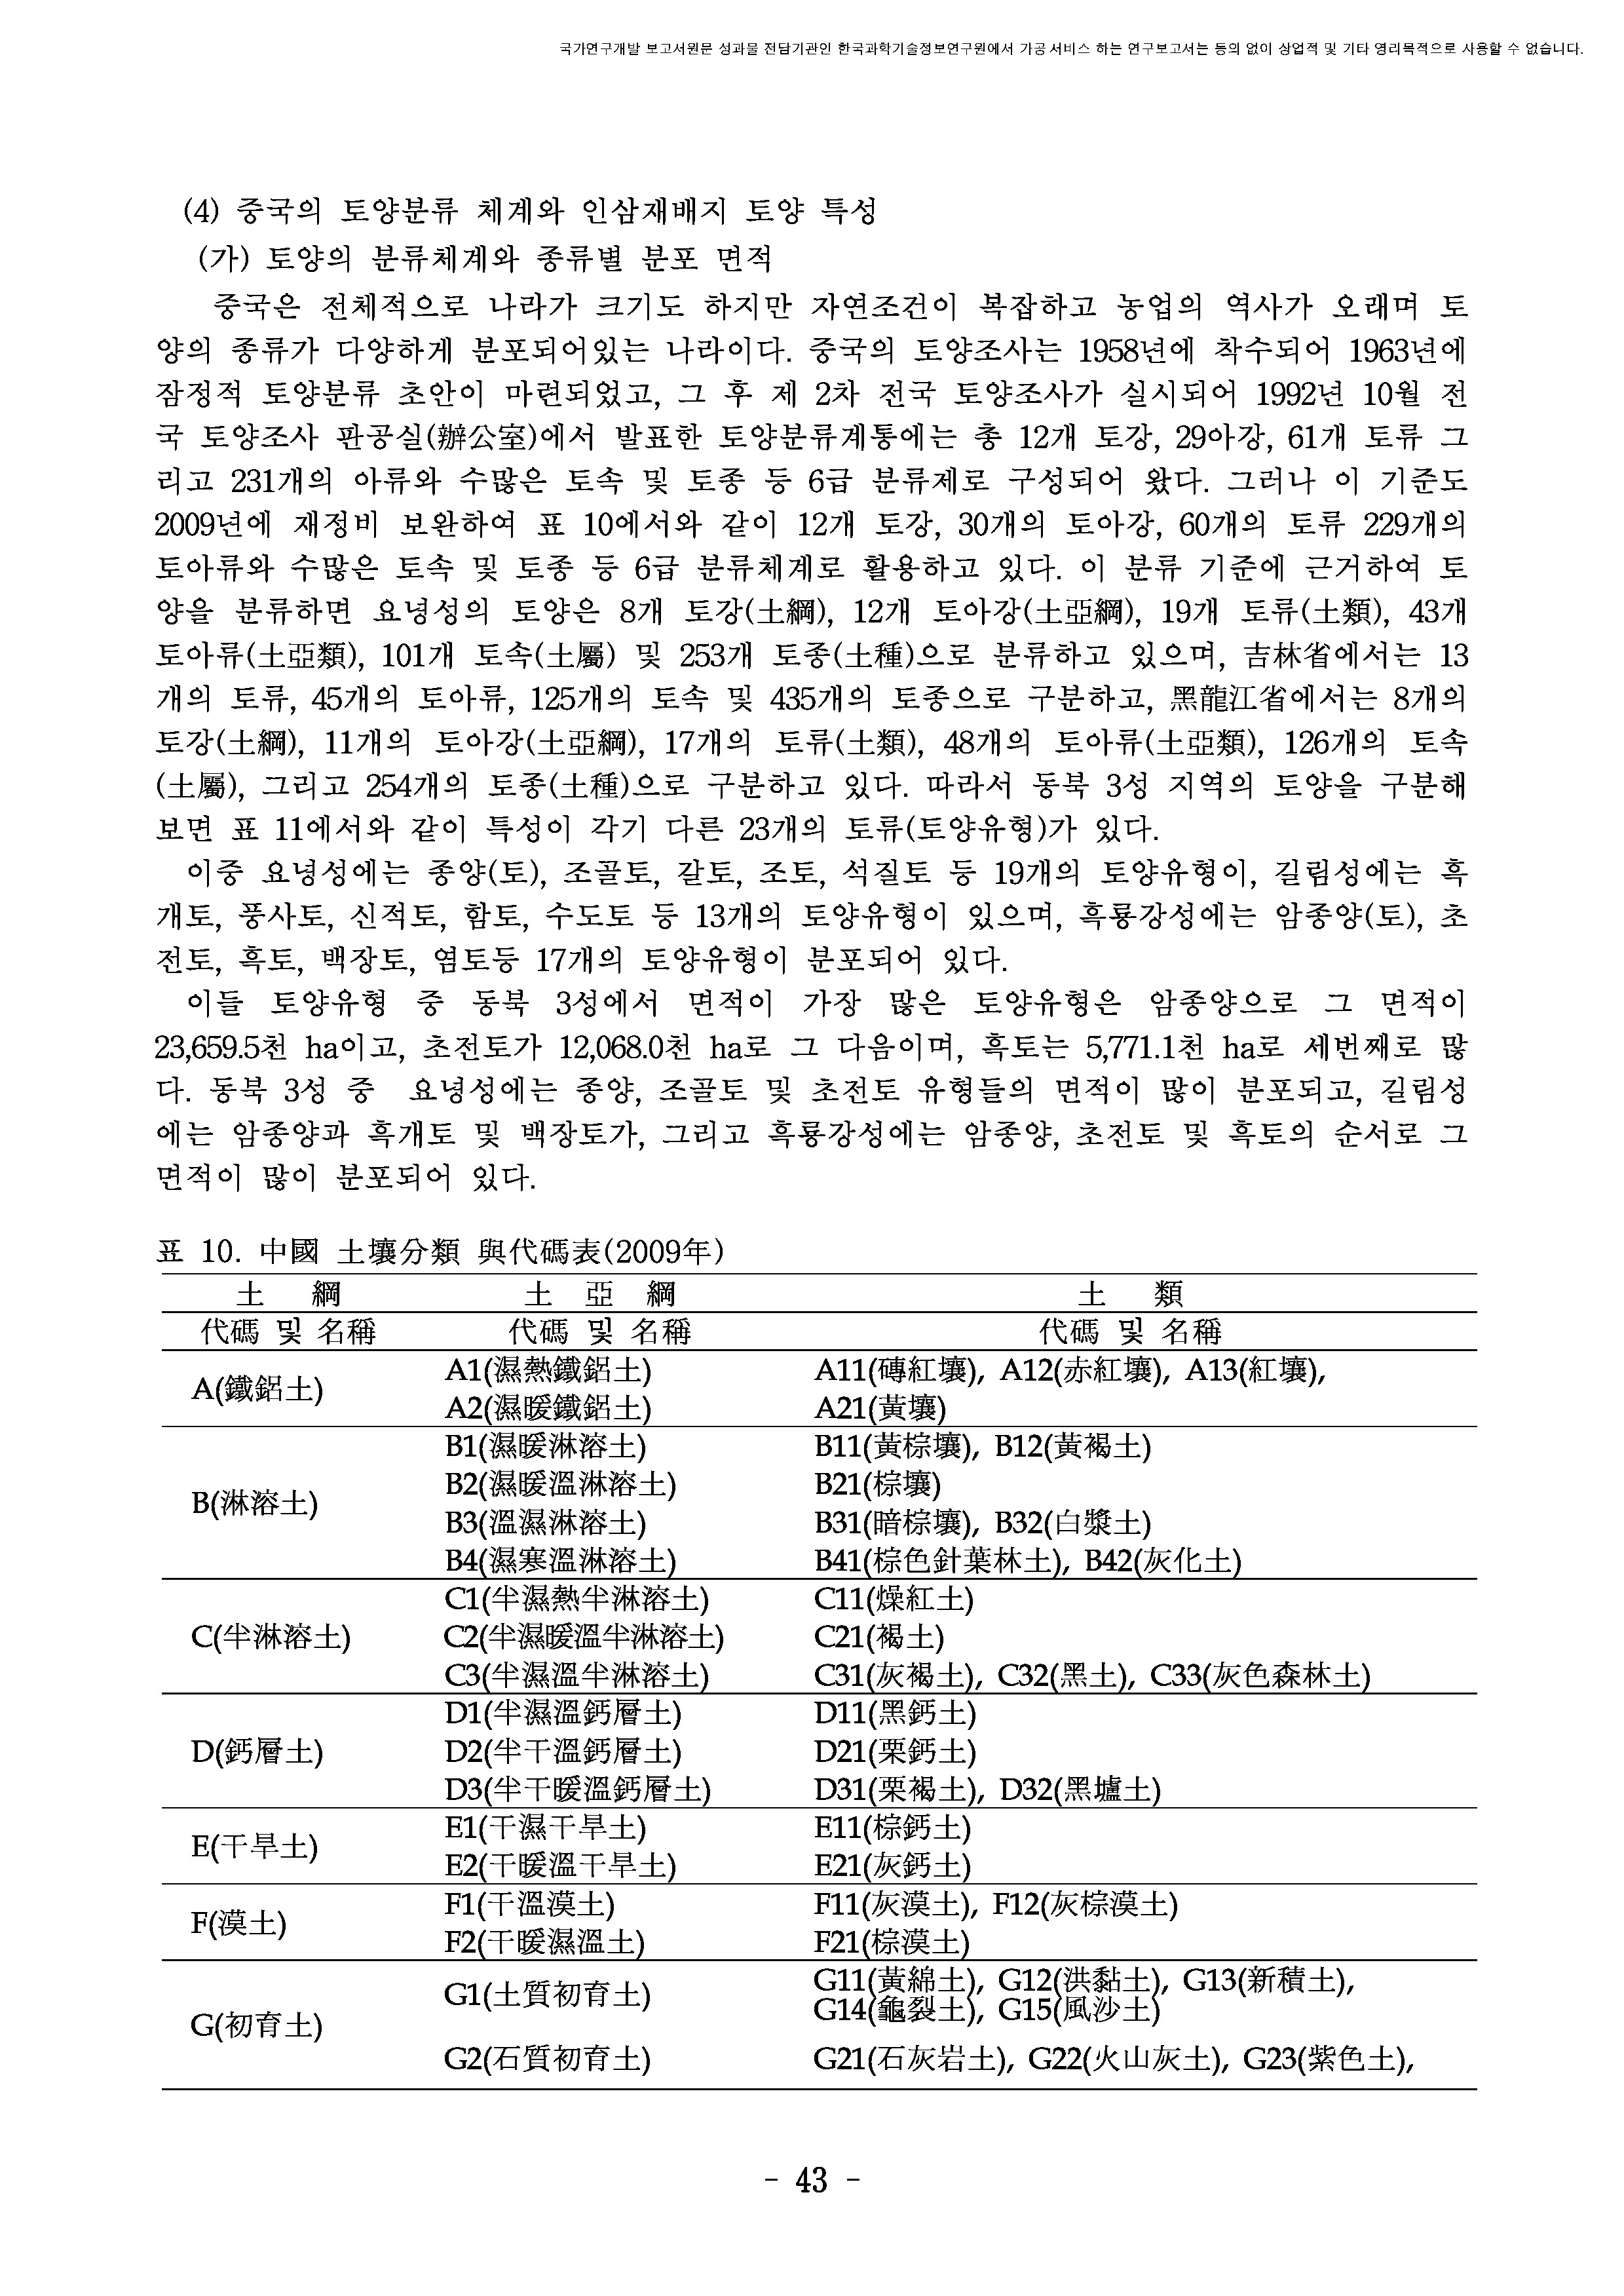 국가연구개발 보고서원문 성과물 전담기관인 한국과학기술정보연구원에서 가공·서비스 하는 연구보고서는 동의 없이 상업적 및 기타 영리목적으로 사용할 수 없습니다.
(4) 중국의 토양분류 체계와 인삼재배지 토양 특성
(가) 토양의 분류체계와 종류별 분포 면적
중국은 전체적으로 나라가 크기도 하지만 자연조건이 복잡하고 농업의 역사가 오래며 토
양의 종류가 다양하게 분포되어있는 나라이다. 중국의 토양조사는 1958년에 착수되어 1963년에
잠정적 토양분류 초안이 마련되었고, 그 후 제 2차 전국 토양조사가 실시되어 1992년 10월 전
국 토양조사 판공실(辦公室)에서 발표한 토양분류계통에는 총 12개 토강, 29아강, 61개 토류 그
리고 231개의 아류와 수많은 토속 및 토종 등 6급 분류제로 구성되어 왔다. 그러나 이 기준도
2009년에 재정비 보완하여 표 10에서와 같이 12개 토강, 30개의 토아강, 60개의 토류 229개의
토아류와 수많은 토속 및 토종 등 6급 분류체계로 활용하고 있다. 이 분류 기준에 근거하여 토
양을 분류하면 요녕성의 토양은 8개 토강(土綱), 12개 토아강(土亞綱), 19개 토류(土類), 43개
토아류(土亞類), 101개 토속(土屬) 및 253개 토종(土種)으로 분류하고 있으며, 吉林省에서는 13
개의 토류, 45개의 토아류, 125개의 토속 및 435개의 토종으로 구분하고, 黑龍江省에서는 8개의
토강(土綱), 11개의 토아강(土亞綱), 17개의 토류(土類), 48개의 토아류(土亞類), 126개의 토속
(土屬), 그리고 254개의 토종(土種)으로 구분하고 있다. 따라서 동북 3성 지역의 토양을 구분해
보면 표 11에서와 같이 특성이 각기 다른 23개의 토류(토양유형)가 있다.
이중 요녕성에는 종양(토), 조골토, 갈토, 조토, 석질토 등 19개의 토양유형이, 길림성에는 흑
개토, 풍사토, 신적토, 함토, 수도토 등 13개의 토양유형이 있으며, 흑룡강성에는 암종양(토), 초
전토, 흑토, 백장토, 염토등 17개의 토양유형이 분포되어 있다.
이들 토양유형 중 동북 3성에서 면적이 가장 많은 토양유형은 암종양으로 그 면적이
23,659.5천 ha이고, 초전토가 12,068.0천 ha로 그 다음이며, 흑토는 5,771.1천 ha로 세번째로 많
다. 동북 3성 중 요녕성에는 종양, 조골토 및 초전토 유형들의 면적이 많이 분포되고, 길림성
에는 암종양과 흑개토 및 백장토가, 그리고 흑룡강성에는 암종양, 초전토 및 흑토의 순서로 그
면적이 많이 분포되어 있다.
표 10. 中國 土壤分類 與代碼表(2009年)
土 綱 土 亞 綱 土 類
代碼 및 名稱 代碼 및 名稱 代碼 및 名稱
A(鐵鋁土) A1(濕熱鐵鋁土) A11(磚紅壤), A12(赤紅壤), A13(紅壤),
A2(濕暖鐵鋁土) A21(黃壤)
B(淋溶土) B1(濕暖淋溶土) B11(黃棕壤), B12(黃褐土)
B2(濕暖溫淋溶土) B21(棕壤)
B3(溫濕淋溶土) B31(暗棕壤), B32(白漿土)
B4(濕寒溫淋溶土) B41(棕色針葉林土), B42(灰化土)
C(半淋溶土) C1(半濕熱半淋溶土) C11(燥紅土)
C2(半濕暖溫半淋溶土) C21(褐土)
C3(半濕溫半淋溶土) C31(灰褐土), C32(黑土), C33(灰色森林土)
D(鈣層土) D1(半濕溫鈣層土) D11(黑鈣土)
D2(半干溫鈣層土) D21(栗鈣土)
D3(半干暖溫鈣層土) D31(栗褐土), D32(黑壚土)
E(干旱土) E1(干濕干旱土) E11(棕鈣土)
E2(干暖溫干旱土) E21(灰鈣土)
F(漠土) F1(干溫漠土) F11(灰漠土), F12(灰棕漠土)
F2(干暖濕溫土) F21(棕漠土)
G(初育土) G1(土質初育土) G11(黃綿土), G12(洪黏土), G13(新積土),
G14(龜裂土), G15(風沙土)
G2(石質初育土) G21(石灰岩土), G22(火山灰土), G23(紫色土),
- 43 -